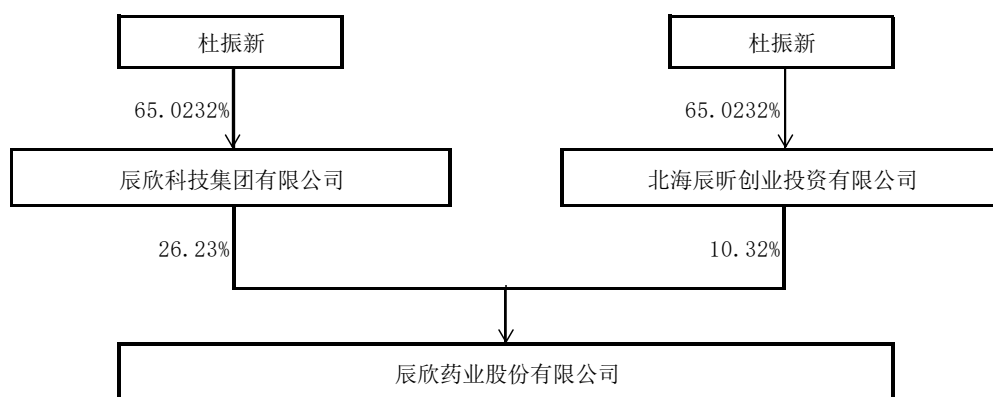 杜振新
杜振新
65.0232%
65.0232%
辰欣科技集团有限公司
北海辰昕创业投资有限公司
26.23%
10.32%
辰欣药业股份有限公司